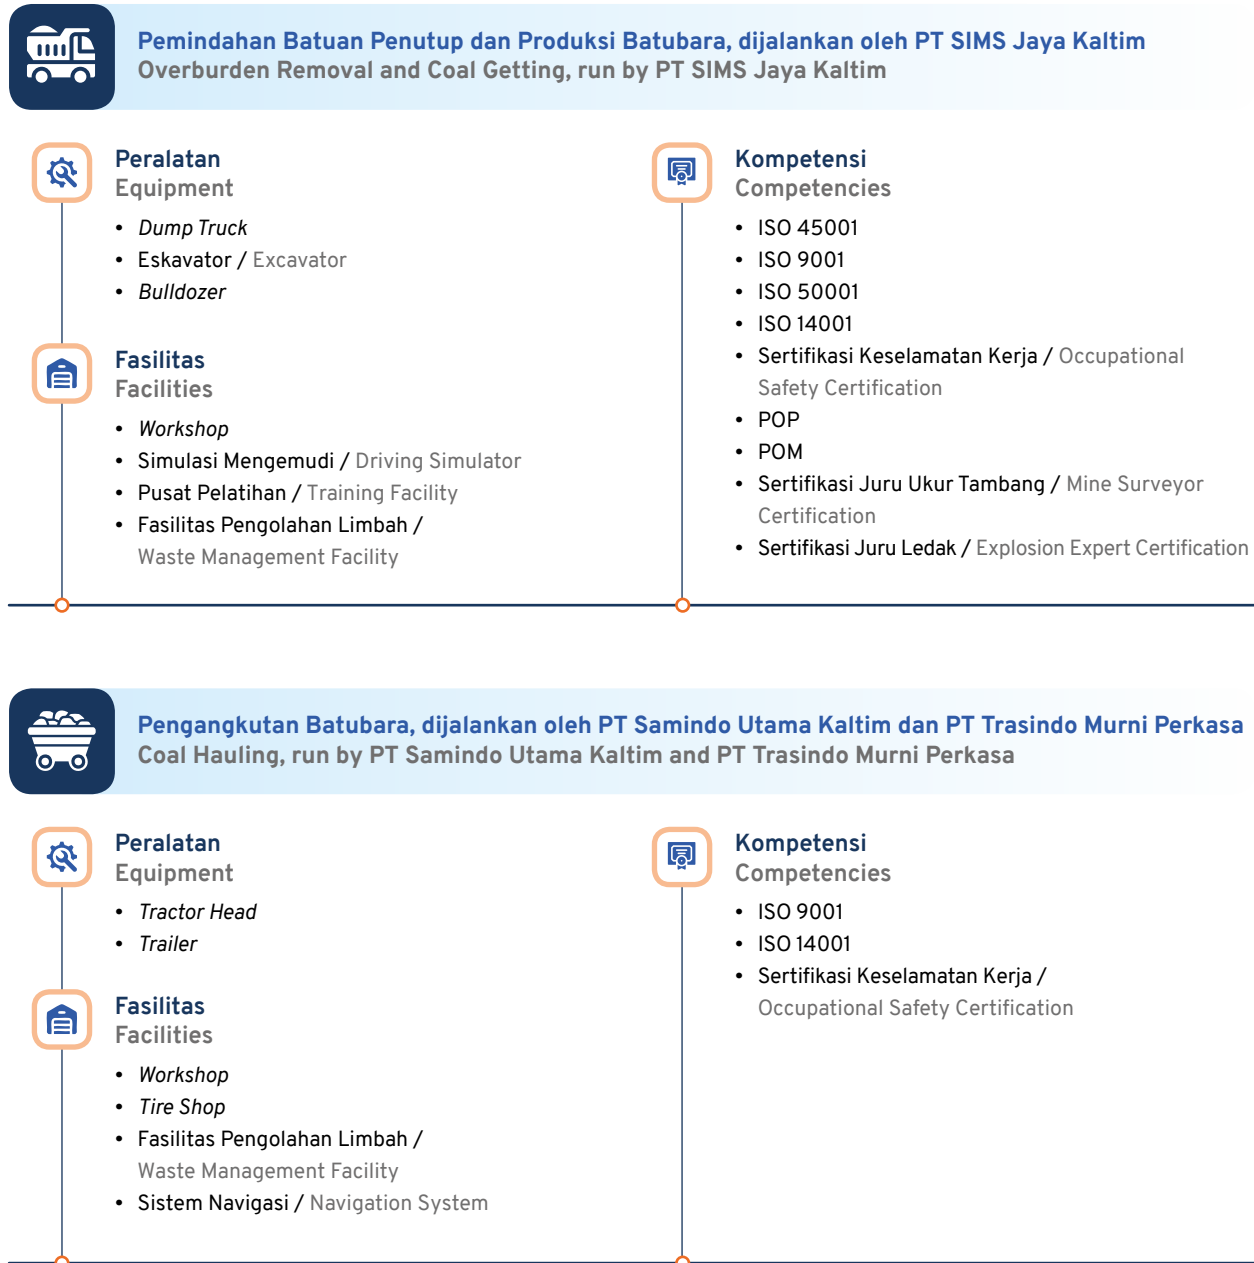 Pemindahan Batuan Penutup dan Produksi Batubara, dijalankan oleh PT SIMS Jaya Kaltim
Overburden Removal and Coal Getting, run by PT SIMS Jaya Kaltim
Peralatan
Equipment
• Dump Truck
• Eskavator / Excavator
• Bulldozer
Fasilitas
Facilities
• Workshop
• Simulasi Mengemudi / Driving Simulator
• Pusat Pelatihan / Training Facility
• Fasilitas Pengolahan Limbah /
Waste Management Facility
Kompetensi
Competencies
• ISO 45001
• ISO 9001
• ISO 50001
• ISO 14001
• Sertifikasi Keselamatan Kerja / Occupational
Safety Certification
• POP
• POM
• Sertifikasi Juru Ukur Tambang / Mine Surveyor
Certification
• Sertifikasi Juru Ledak / Explosion Expert Certification
Pengangkutan Batubara, dijalankan oleh PT Samindo Utama Kaltim dan PT Trasindo Murni Perkasa
Coal Hauling, run by PT Samindo Utama Kaltim and PT Trasindo Murni Perkasa
Peralatan
Equipment
• Tractor Head
• Trailer
Fasilitas
Facilities
• Workshop
• Tire Shop
• Fasilitas Pengolahan Limbah /
Waste Management Facility
• Sistem Navigasi / Navigation System
Kompetensi
Competencies
• ISO 9001
• ISO 14001
• Sertifikasi Keselamatan Kerja /
Occupational Safety Certification